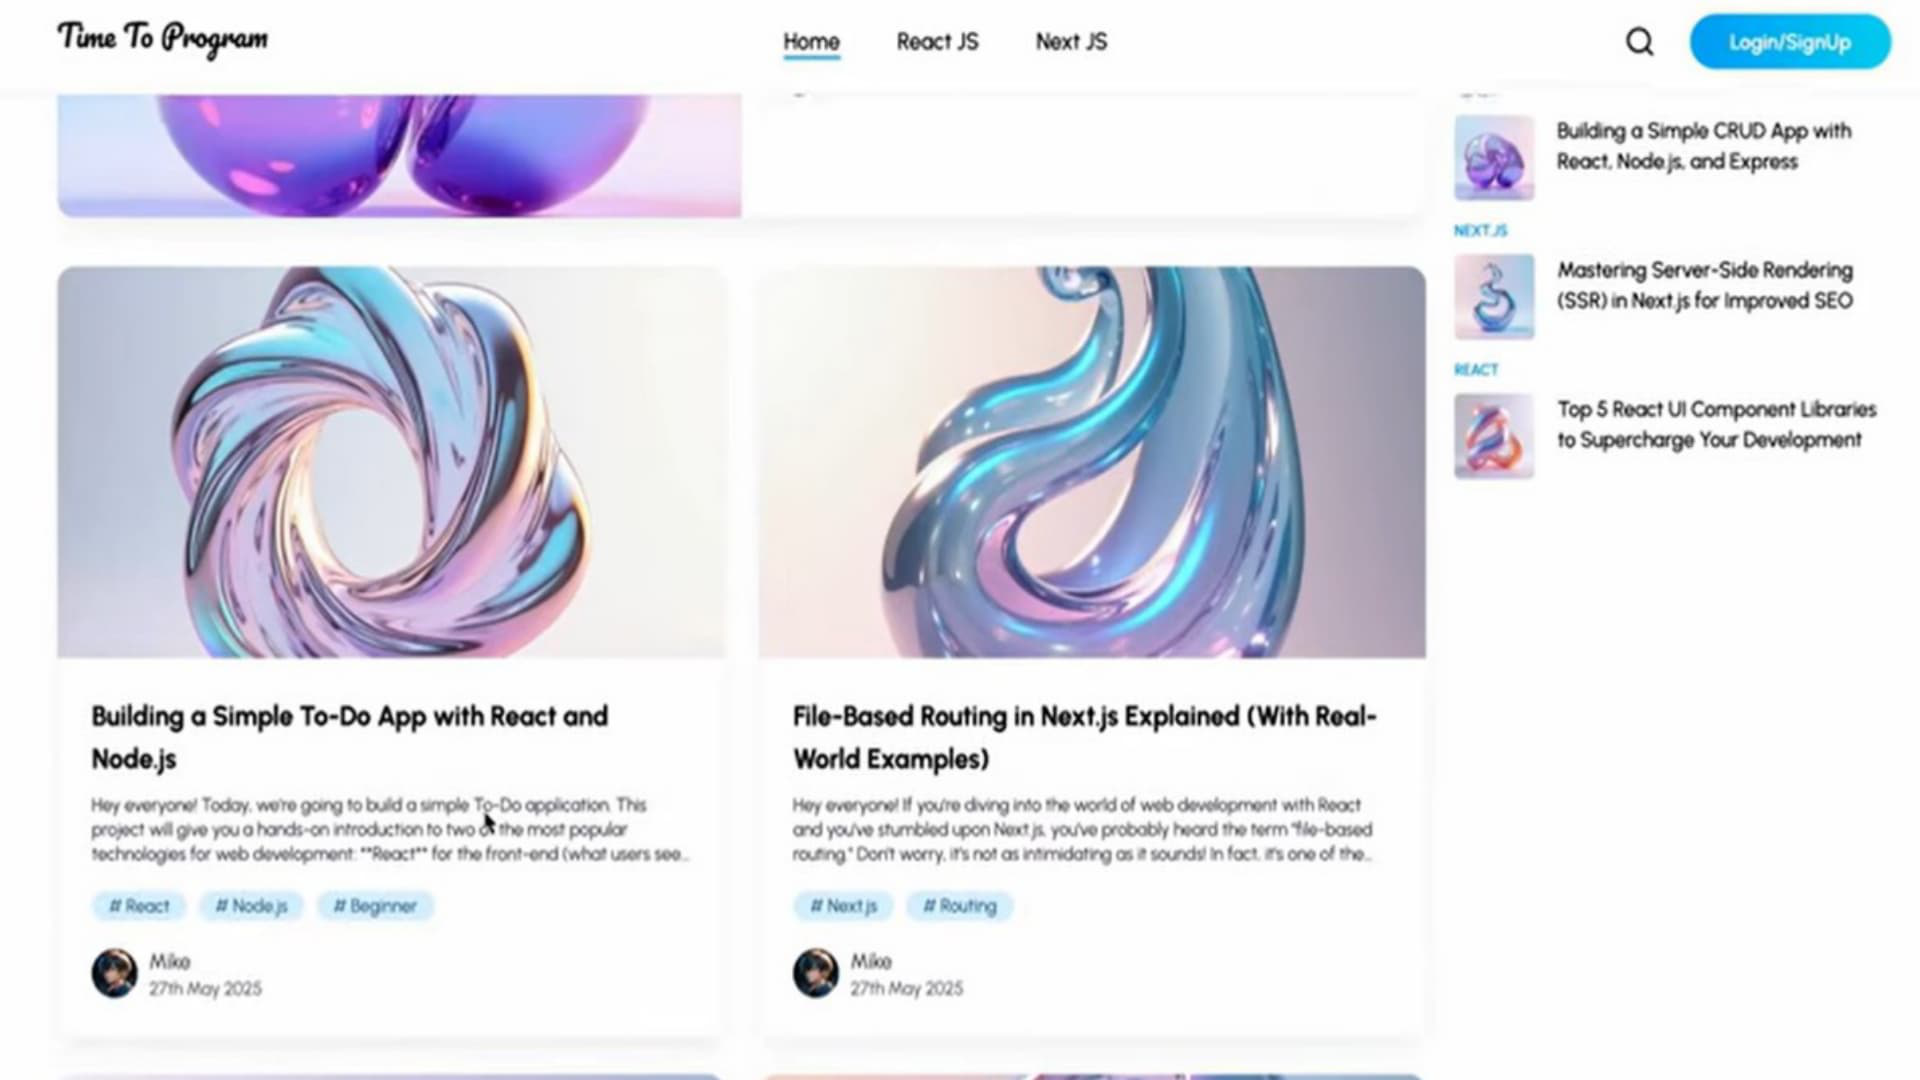 Time To Program
Home
React JS
Next JS
Login/SignUp
Building a Simple CRUD App with
React, Node.js, and Express
NEXT.JS
Mastering Server-Side Rendering
(SSR) in Next.js for Improved SEO
REACT
Top 5 React UI Component Libraries
to Supercharge Your Development
Building a Simple To-Do App with React and
Node.js
Hey everyone! Today, we're going to build a simple To-Do application. This
project will give you a hands-on introduction to two of the most popular
technologies for web development: **React** for the front-end (what users see...
# React
# Node.js
# Beginner
Mike
27th May 2025
File-Based Routing in Next.js Explained (With Real-
World Examples)
Hey everyone! If you're diving into the world of web development with React
and you've stumbled upon Next.js, you've probably heard the term "file-based
routing." Don't worry, it's not as intimidating as it sounds! In fact, it's one of the...
# Next.js
# Routing
Mike
27th May 2025